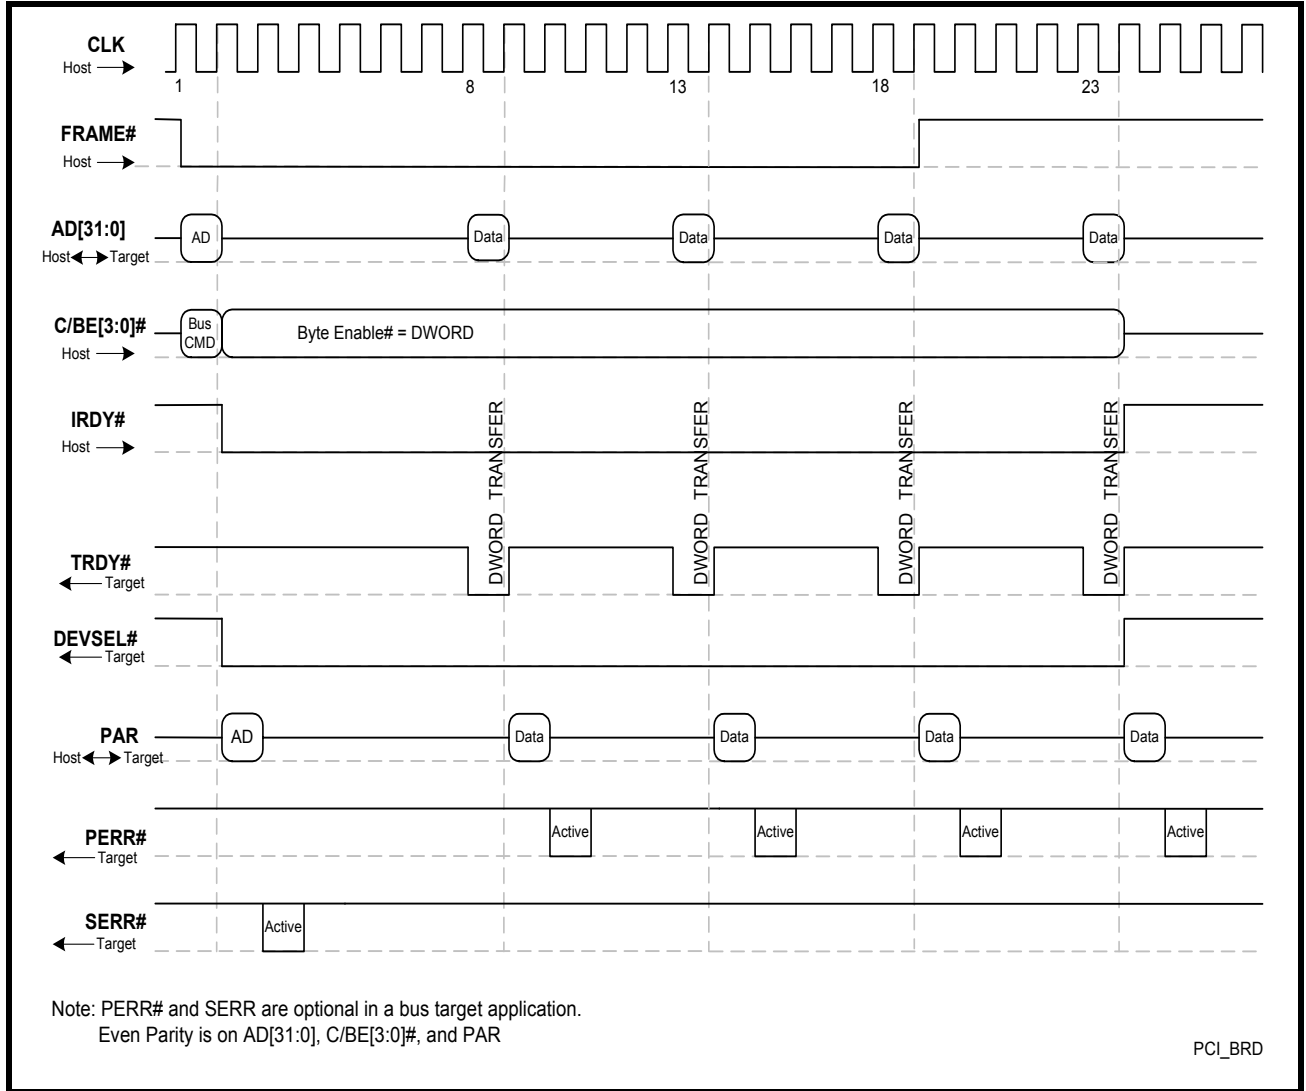 CLK
Host
1 8 13 18 23
FRAME#
Host
AD[31:0]
Host Target
AD Data Data Data Data
C/BE[3:0]#
Host
Bus
CMD
Byte Enable# = DWORD
IRDY#
Host
DWORD TRANSFER
DWORD TRANSFER
DWORD TRANSFER
DWORD TRANSFER
TRDY#
Target
DEVSEL#
Target
PAR
Host Target
AD Data Data Data Data
PERR#
Target
Active Active Active Active
SERR#
Target
Active
Note: PERR# and SERR are optional in a bus target application.
Even Parity is on AD[31:0], C/BE[3:0]#, and PAR
PCI_BRD